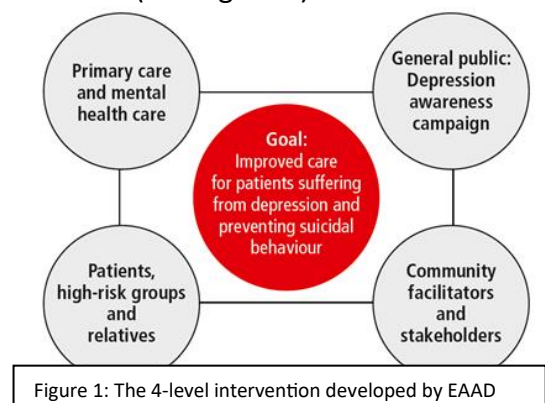 Primary care
and mental
health care
General public:
Depression
awareness
campaign
Goal:
Improved care
for patients suffering
from depression and
preventing suicidal
behaviour
Patients,
high-risk groups
and
relatives
Community
facilitators
and
stakeholders
Figure 1: The 4-level intervention developed by EAAD